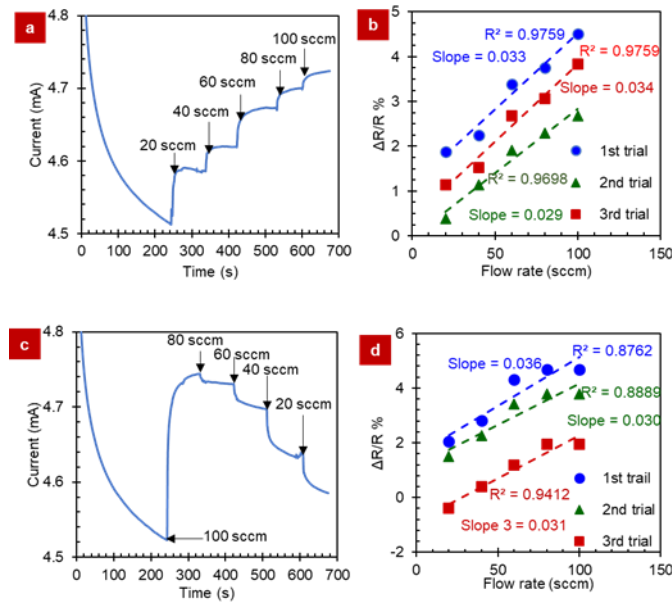 a
4.8
4.7
4.6
4.5
Current (mA)
20 sccm
40 sccm
60 sccm
80 sccm
100 sccm
0 100 200 300 400 500 600 700
Time (s)
b
5
4
3
2
1
0
ΔR/R %
R² = 0.9759
Slope = 0.033
R² = 0.9759
Slope = 0.034
R² = 0.9698
Slope = 0.029
1st trial
2nd trial
3rd trial
0 50 100 150
Flow rate (sccm)
c
4.8
4.7
4.6
4.5
Current (mA)
80 sccm
60 sccm
40 sccm
20 sccm
100 sccm
0 100 200 300 400 500 600 700
Time (s)
d
6
4
2
0
-2
ΔR/R %
Slope = 0.036
R² = 0.8762
R² = 0.8889
Slope = 0.030
R² = 0.9412
Slope 3 = 0.031
1st trail
2nd trial
3rd trial
0 50 100 150
Flow rate (sccm)